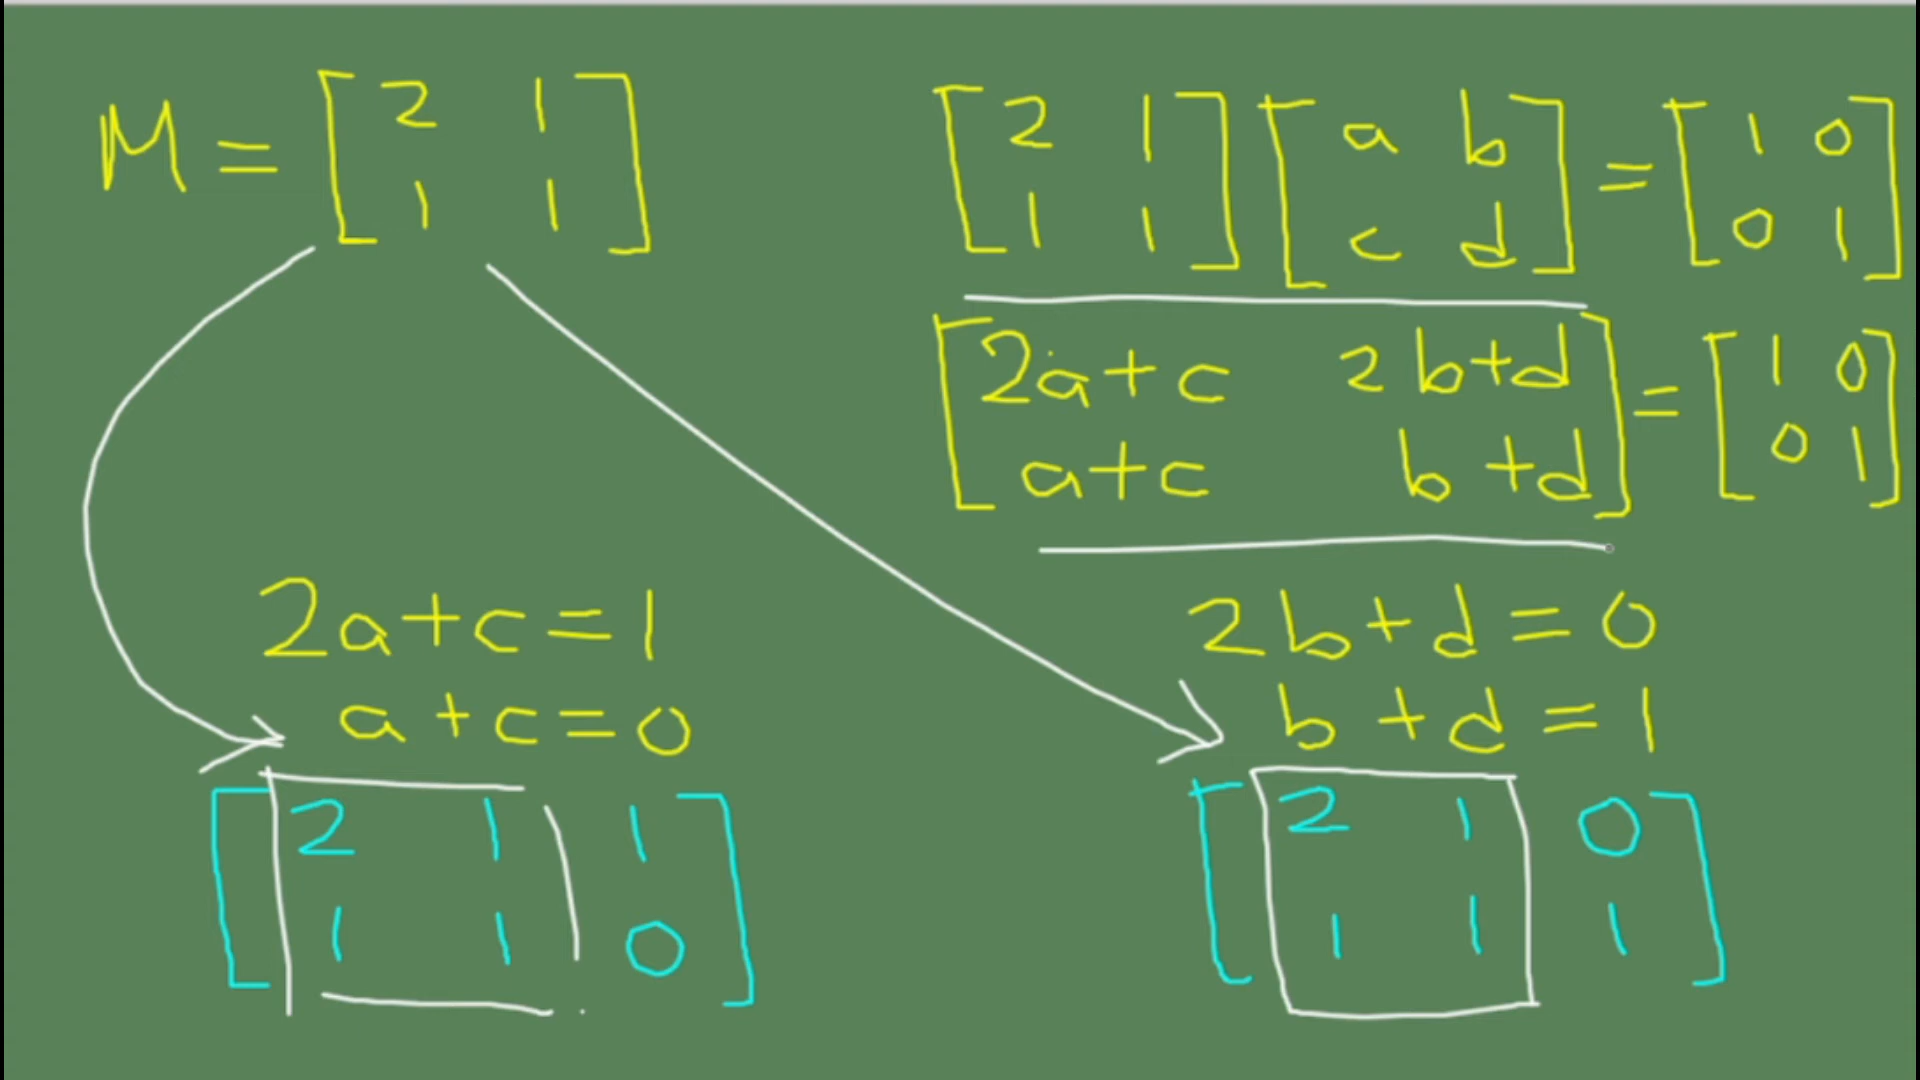 M = [ 2 1
1 1 ]
[ 2 1
1 1 ] [ a b
c d ] = [ 1 0
0 1 ]
[ 2a+c 2b+d
a+c b+d ] = [ 1 0
0 1 ]
2a+c=1
a+c=0
[ 2 1 1
1 1 0 ]
2b+d=0
b+d=1
[ 2 1 0
1 1 1 ]